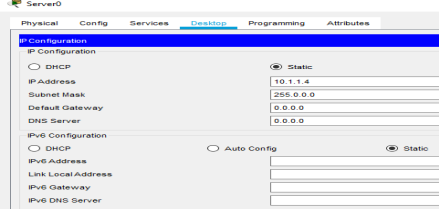 Server0
Physical Config Services Desktop Programming Attributes
IP Configuration
IP Configuration
DHCP Static
IP Address 10.1.1.4
Subnet Mask 255.0.0.0
Default Gateway 0.0.0.0
DNS Server 0.0.0.0
IPv6 Configuration
DHCP Auto Config Static
IPv6 Address
Link Local Address
IPv6 Gateway
IPv6 DNS Server